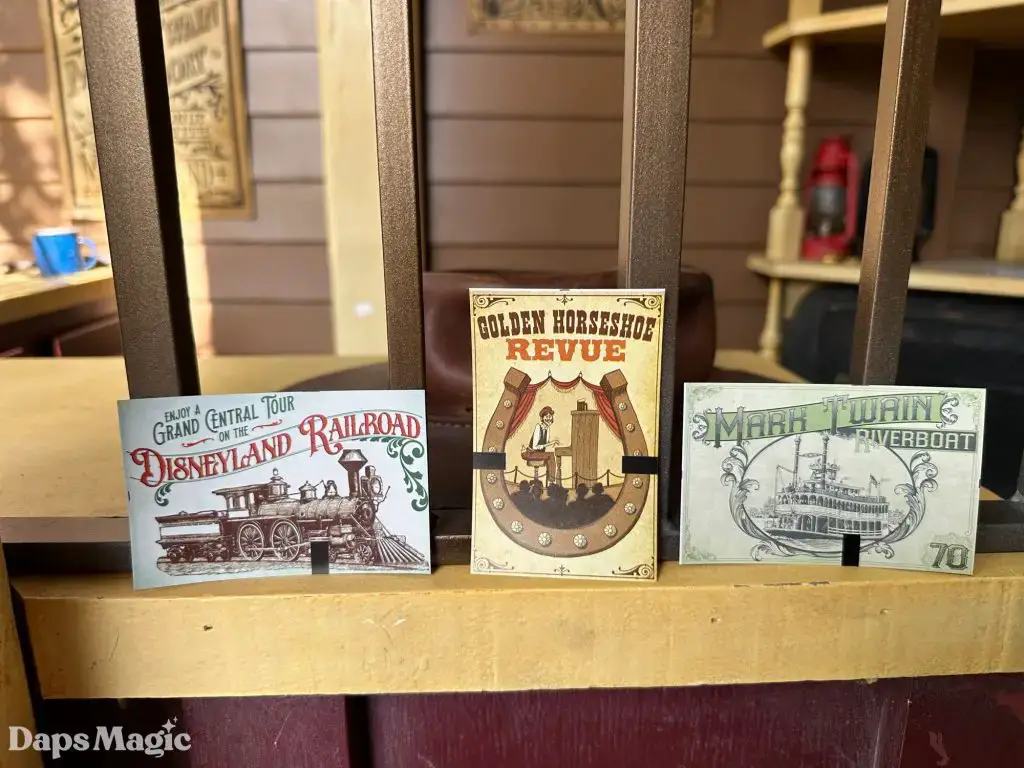 ENJOY A
GRAND CENTRAL TOUR
ON THE
DISNEYLAND RAILROAD
GOLDEN HORSESHOE
REVUE
MARK TWAIN
RIVERBOAT
70
DapsMagic